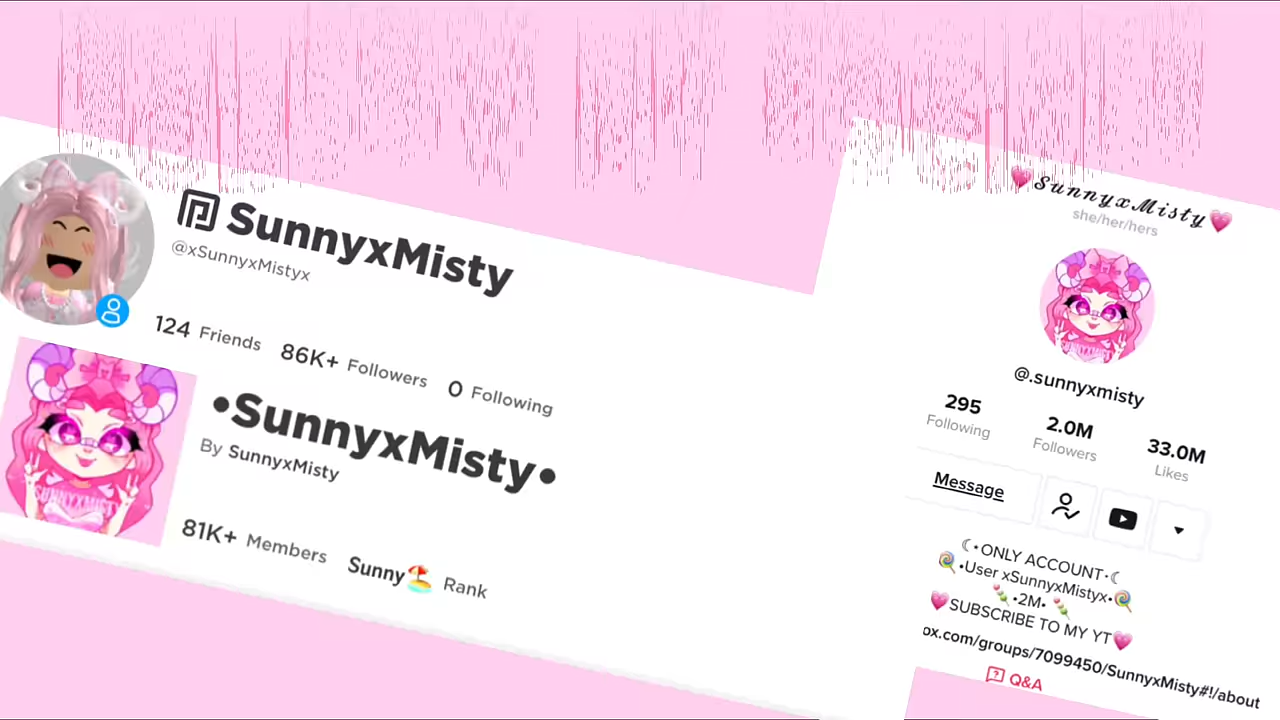 SunnyxMisty
@xSunnyxMistyx
124 Friends 86K+ Followers 0 Following
•SunnyxMisty•
By SunnyxMisty
81K+ Members Sunny🏖️ Rank
SUNNYXMISTY
💗𝓢𝓾𝓷𝓷𝔂𝔁𝓜𝓲𝓼𝓽𝔂💗
she/her/hers
@.sunnyxmisty
295 Following
2.0M Followers
33.0M Likes
Message
☾•ONLY ACCOUNT•☾
🍭•User xSunnyxMistyx•🍭
🍡•2M•🍡
💗SUBSCRIBE TO MY YT💗
ox.com/groups/7099450/SunnyxMisty#!/about
Q&A